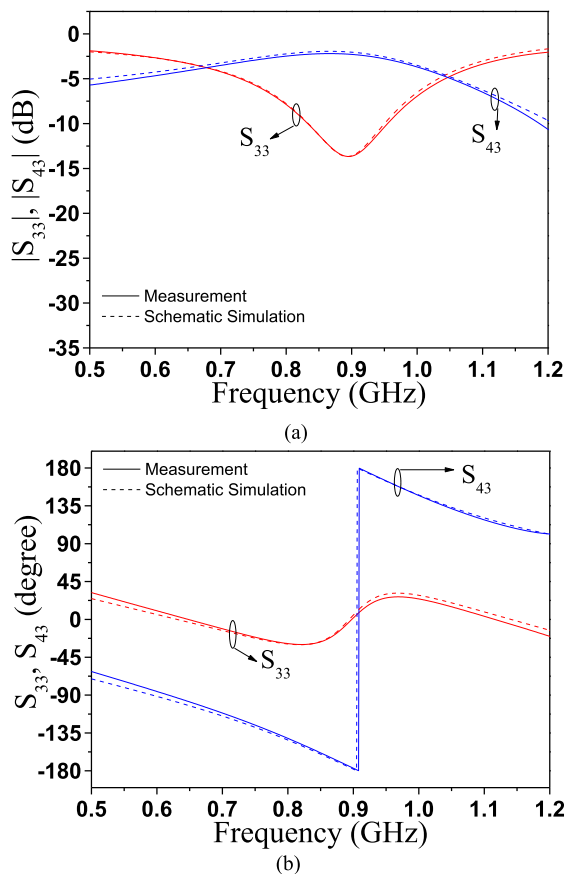 0
-5
-10
-15
-20
-25
-30
-35
|S33|, |S43| (dB)
S33
S43
Measurement
Schematic Simulation
0.5 0.6 0.7 0.8 0.9 1.0 1.1 1.2
Frequency (GHz)
(a)
180
135
90
45
0
-45
-90
-135
-180
S33, S43 (degree)
Measurement
Schematic Simulation
S43
S33
0.5 0.6 0.7 0.8 0.9 1.0 1.1 1.2
Frequency (GHz)
(b)